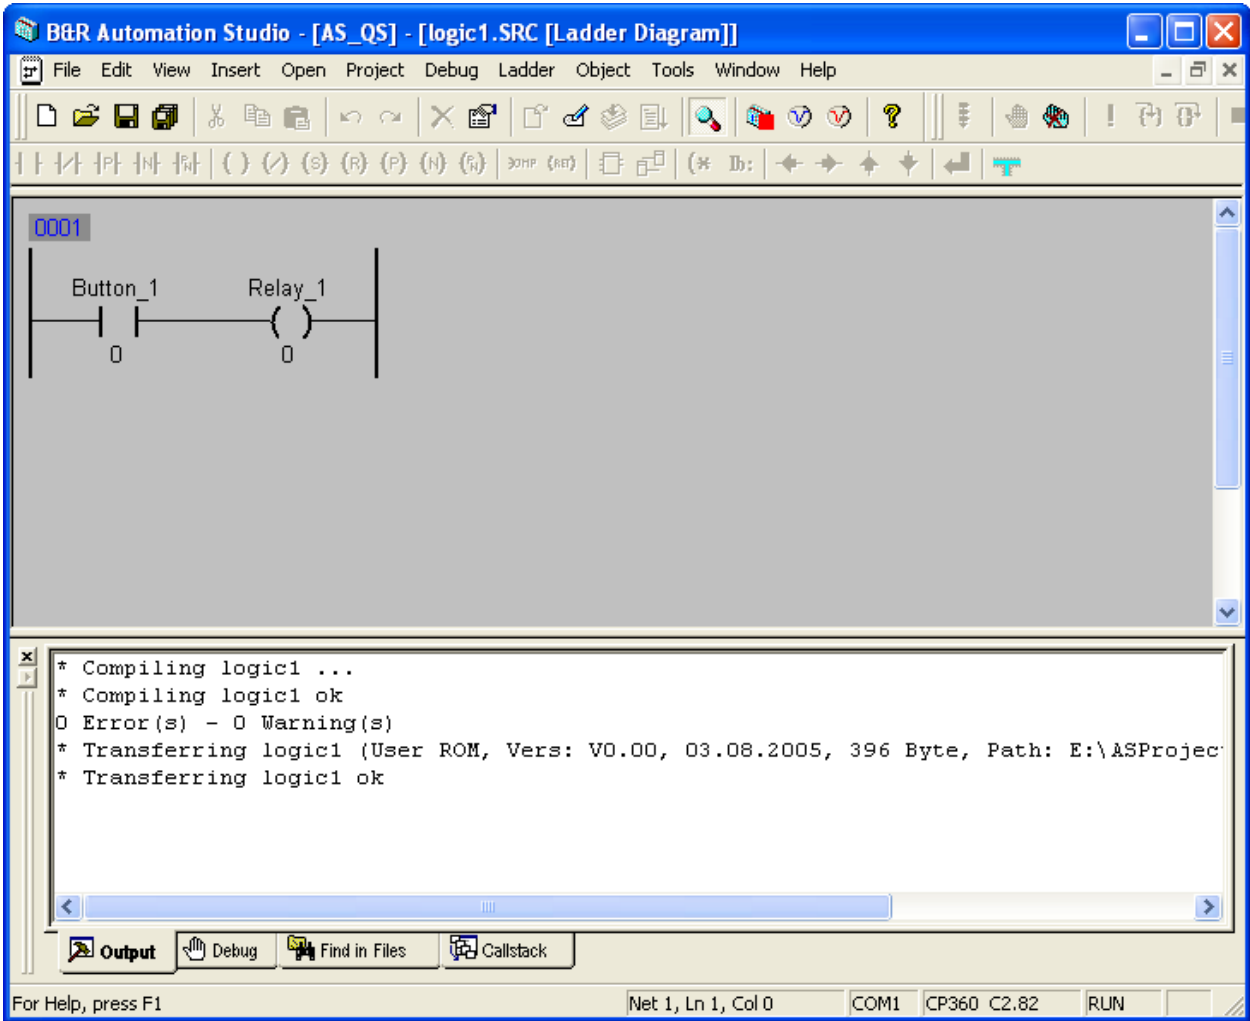 B&R Automation Studio - [AS_QS] - [logic1.SRC [Ladder Diagram]]
File Edit View Insert Open Project Debug Ladder Object Tools Window Help
0001
Button_1 Relay_1
0 0
* Compiling logic1 ...
* Compiling logic1 ok
0 Error(s) - 0 Warning(s)
* Transferring logic1 (User ROM, Vers: V0.00, 03.08.2005, 396 Byte, Path: E:\ASProjec
* Transferring logic1 ok
Output Debug Find in Files Callstack
For Help, press F1 Net 1, Ln 1, Col 0 COM1 CP360 C2.82 RUN